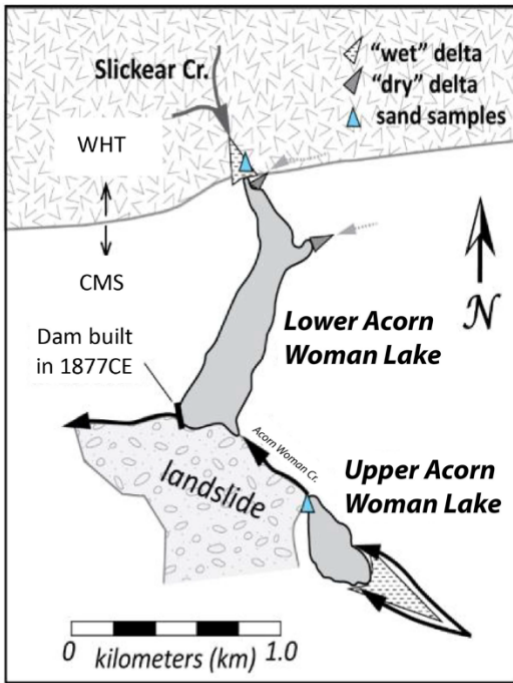 Slickear Cr.
"wet" delta
"dry" delta
sand samples
WHT
CMS
N
Dam built
in 1877CE
Lower Acorn
Woman Lake
Acorn Woman Cr.
landslide
Upper Acorn
Woman Lake
0 kilometers (km) 1.0